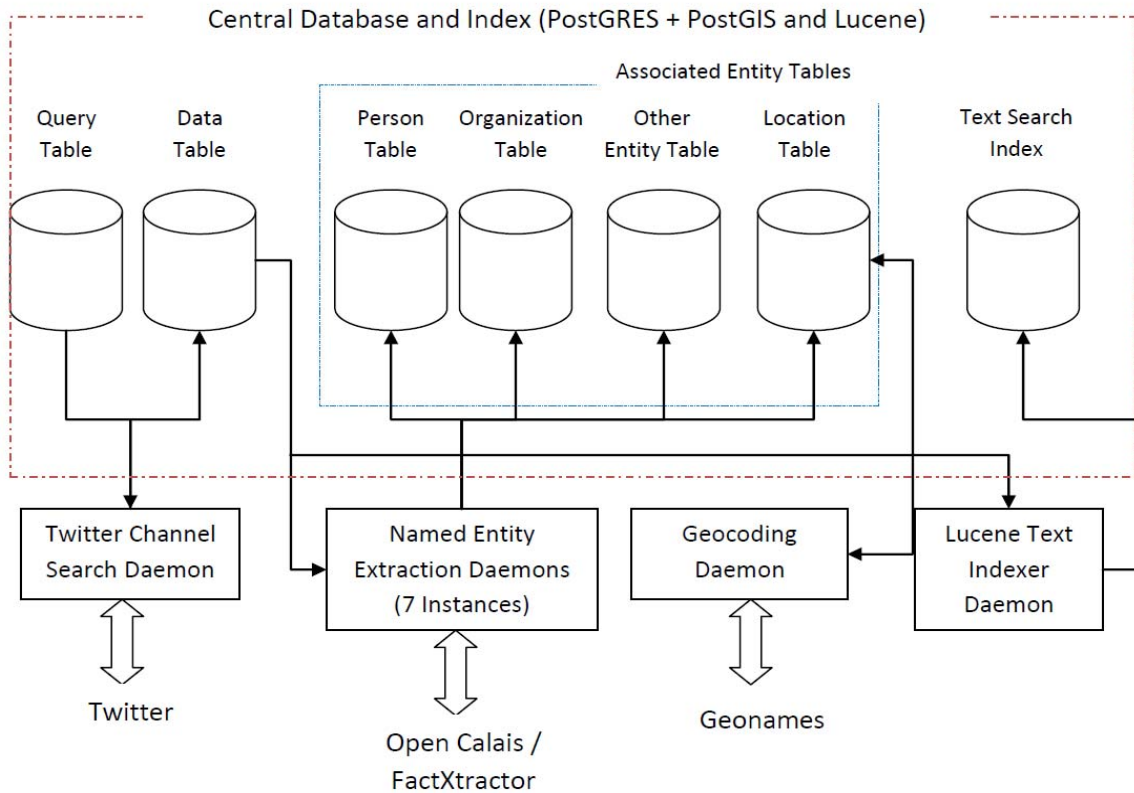 Central Database and Index (PostGRES + PostGIS and Lucene)
Associated Entity Tables
Query
Table
Data
Table
Person
Table
Organization
Table
Other
Entity Table
Location
Table
Text Search
Index
Twitter Channel
Search Daemon
Named Entity
Extraction Daemons
(7 Instances)
Geocoding
Daemon
Lucene Text
Indexer
Daemon
Twitter
Open Calais /
FactXtractor
Geonames